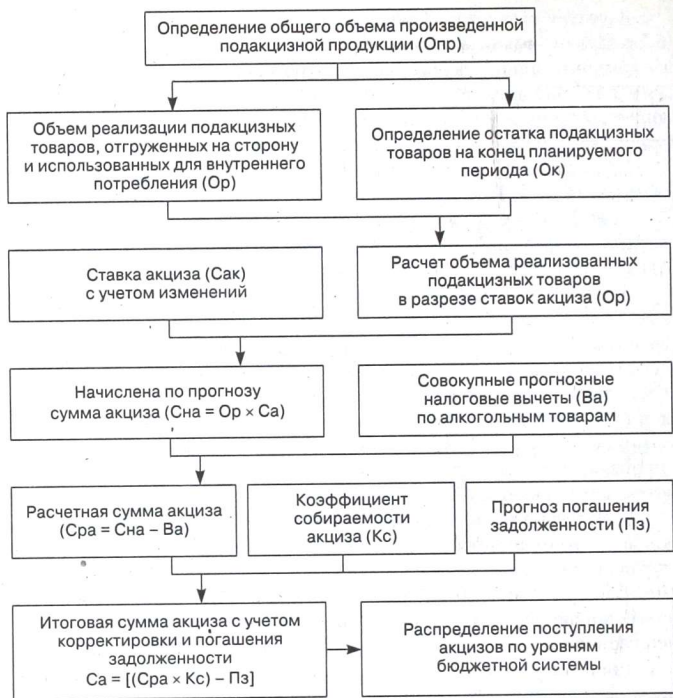 Определение общего объема произведенной
подакцизной продукции (Опр)
Объем реализации подакцизных
товаров, отгруженных на сторону
и использованных для внутреннего
потребления (Ор)
Определение остатка подакцизных
товаров на конец планируемого
периода (Ок)
Ставка акциза (Сак)
с учетом изменений
Расчет объема реализованных
подакцизных товаров
в разрезе ставок акциза (Ор)
Начислена по прогнозу
сумма акциза (Сна = Ор × Са)
Совокупные прогнозные
налоговые вычеты (Ва)
по алкогольным товарам
Расчетная сумма акциза
(Сра = Сна – Ва)
Коэффициент
собираемости
акциза (Кс)
Прогноз погашения
задолженности (Пз)
Итоговая сумма акциза с учетом
корректировки и погашения
задолженности
Са = [(Сра × Кс) – Пз]
Распределение поступления
акцизов по уровням
бюджетной системы